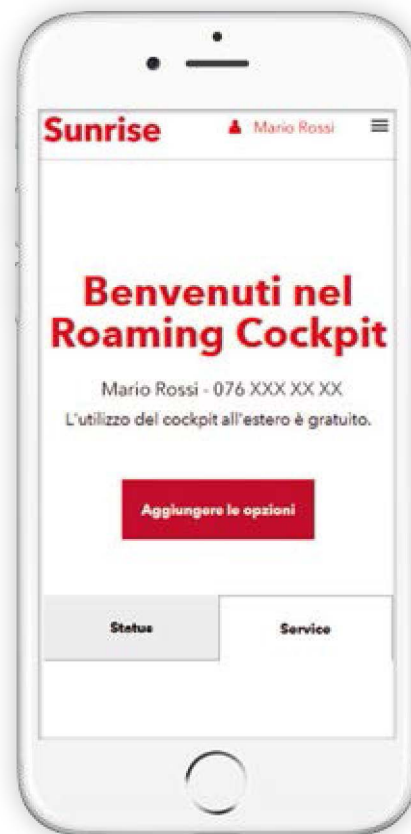 Sunrise Mario Rossi
Benvenuti nel
Roaming Cockpit
Mario Rossi - 076 XXX XX XX
L'utilizzo del cockpit all'estero è gratuito.
Aggiungere le opzioni
Status Service